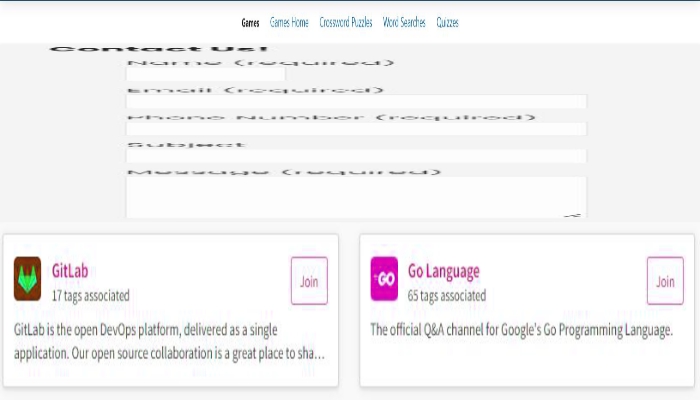 Games Games Home Crossword Puzzles Word Searches Quizzes
Contact Us!
Name (required)
Email (required)
Phone Number (required)
Subject
Message (required)
GitLab
17 tags associated
Join
GitLab is the open DevOps platform, delivered as a single
application. Our open source collaboration is a great place to sha...
GO
Go Language
65 tags associated
Join
The official Q&A channel for Google's Go Programming Language.